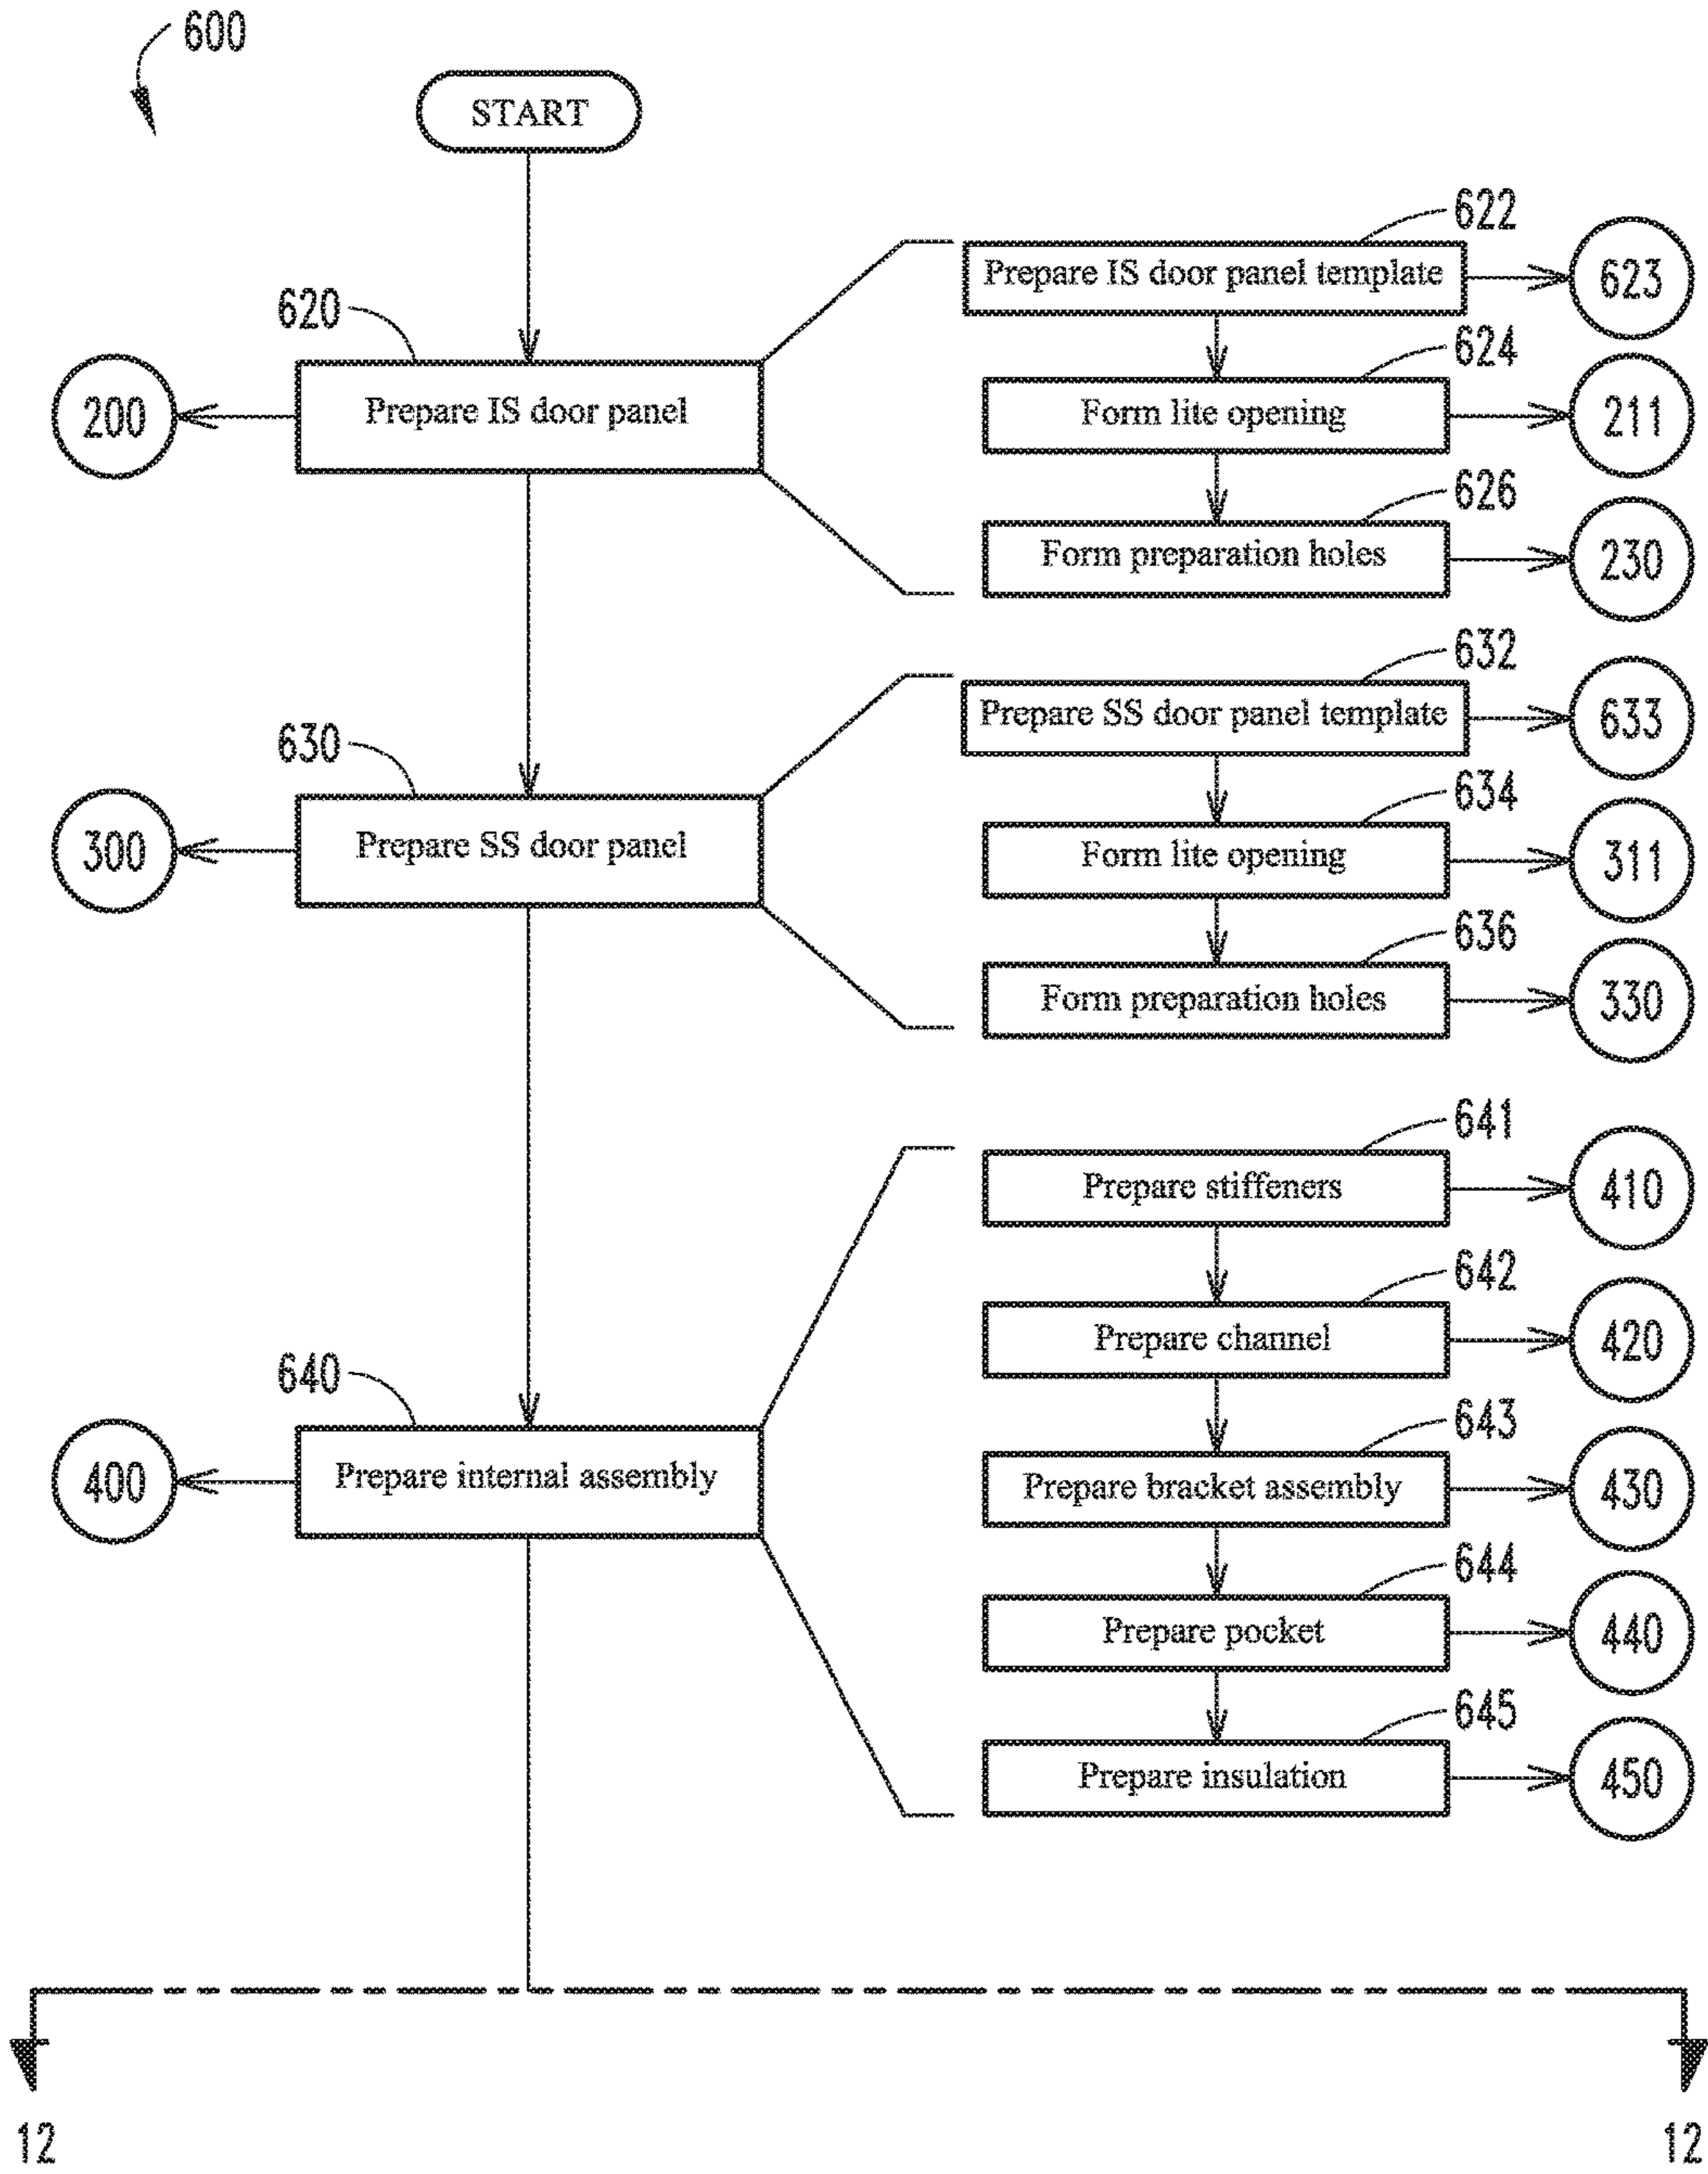 600
START
622
Prepare IS door panel template
623
620
624
200
Prepare IS door panel
Form lite opening
211
626
Form preparation holes
230
632
Prepare SS door panel template
633
630
634
300
Prepare SS door panel
Form lite opening
311
636
Form preparation holes
330
641
Prepare stiffeners
410
642
Prepare channel
420
640
643
400
Prepare internal assembly
Prepare bracket assembly
430
644
Prepare pocket
440
645
Prepare insulation
450
12
12